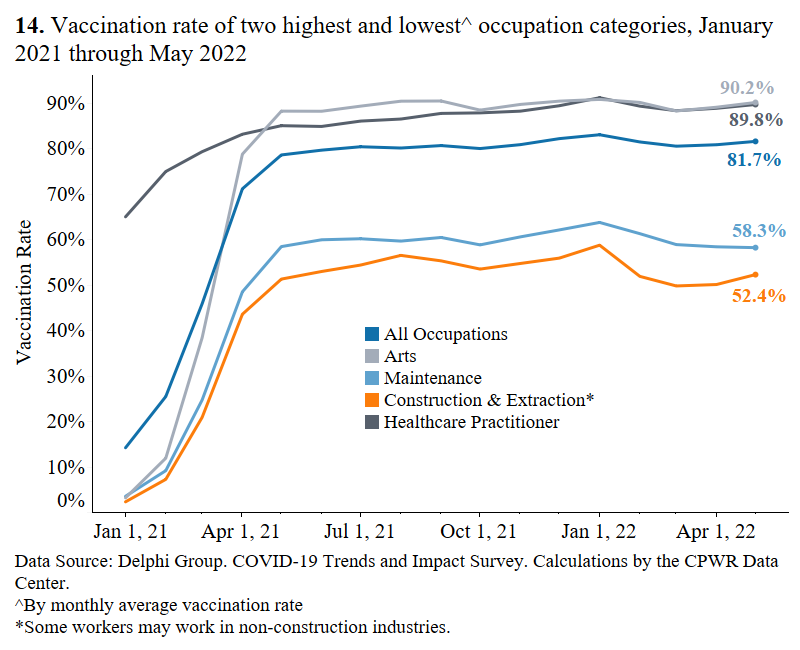 14. Vaccination rate of two highest and lowest^ occupation categories, January
2021 through May 2022
Vaccination Rate
90%
80%
70%
60%
50%
40%
30%
20%
10%
0%
90.2%
89.8%
81.7%
58.3%
52.4%
All Occupations
Arts
Maintenance
Construction & Extraction*
Healthcare Practitioner
Jan 1, 21
Apr 1, 21
Jul 1, 21
Oct 1, 21
Jan 1, 22
Apr 1, 22
Data Source: Delphi Group. COVID-19 Trends and Impact Survey. Calculations by the CPWR Data
Center.
^By monthly average vaccination rate
*Some workers may work in non-construction industries.